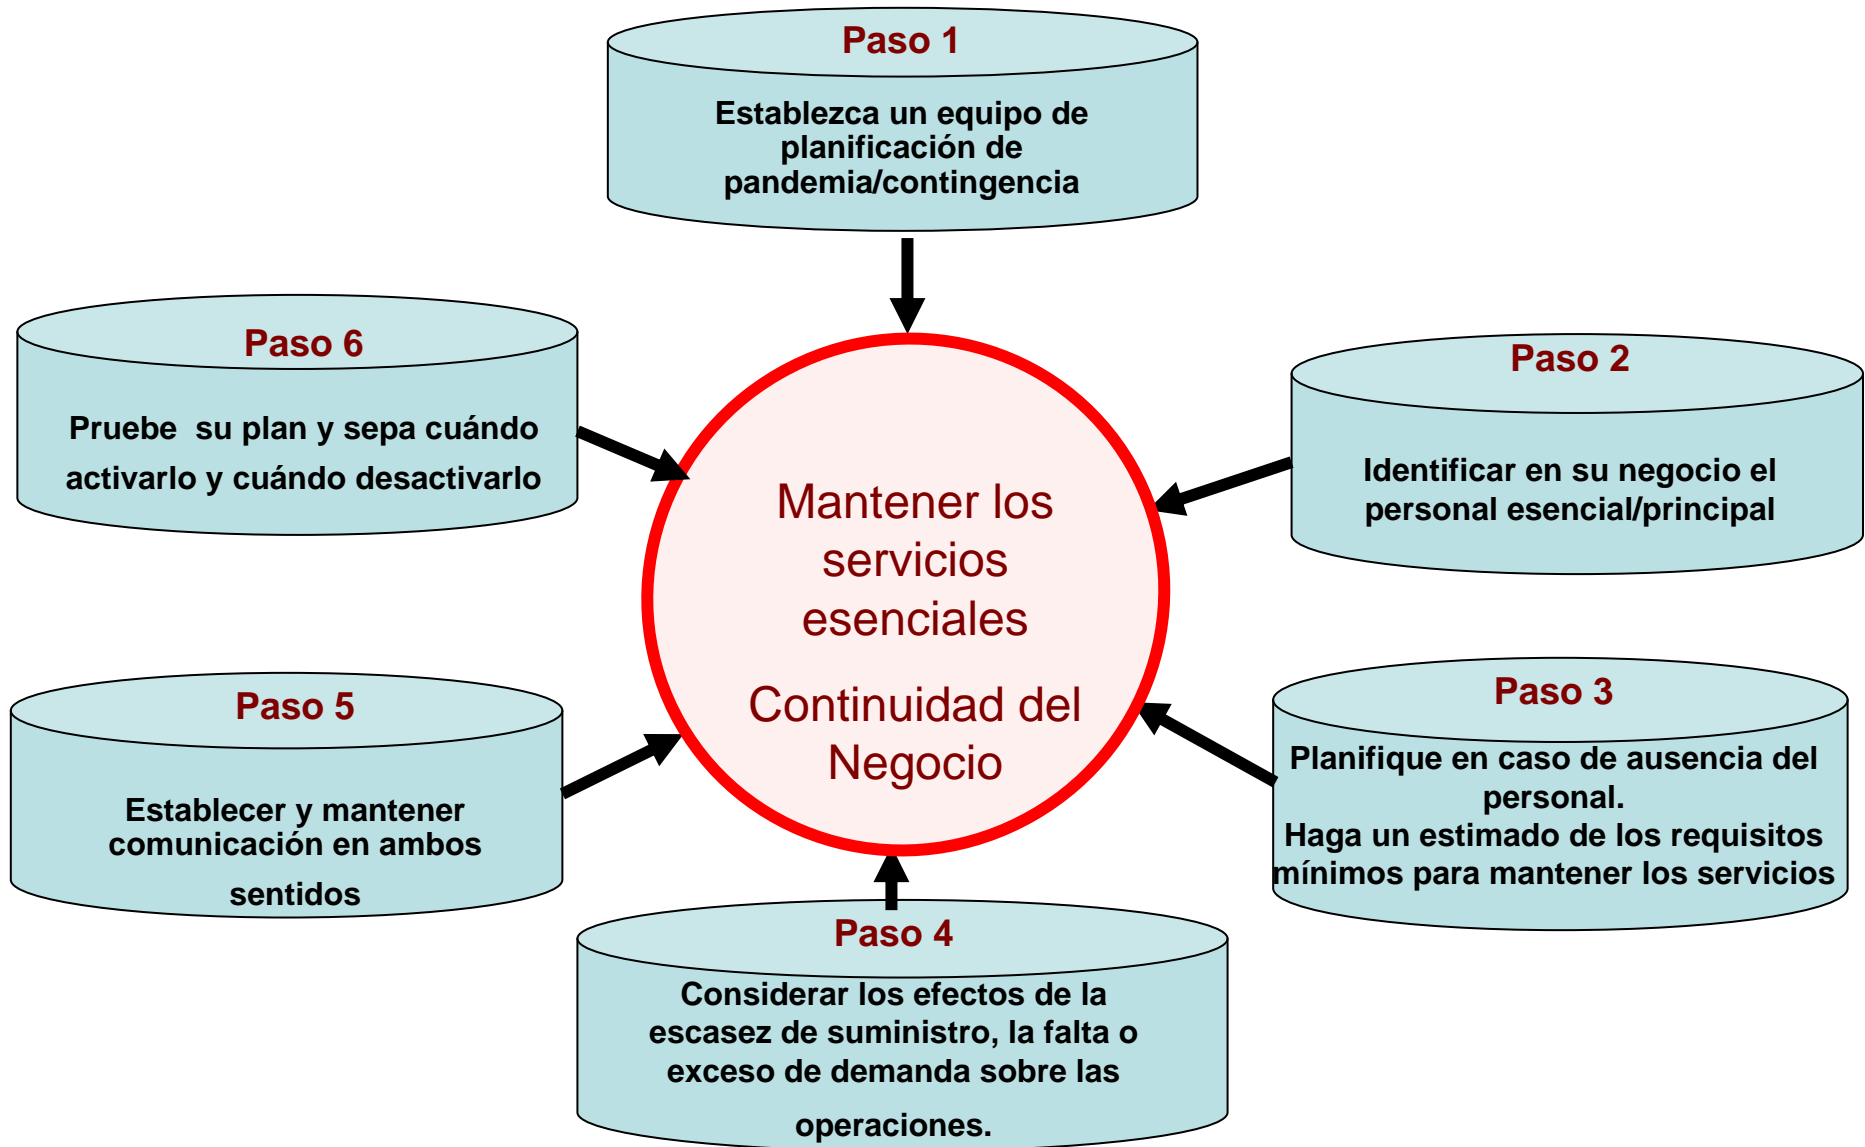 Paso 1
Establezca un equipo de
planificación de
pandemia/contingencia
Paso 6
Pruebe  su plan y sepa cuándo
activarlo y cuándo desactivarlo
Paso 2
Identificar en su negocio el
personal esencial/principal
Mantener los
servicios
esenciales
Continuidad del
Negocio
Paso 5
Establecer y mantener
comunicación en ambos
sentidos
Paso 3
Planifique en caso de ausencia del
personal.
Haga un estimado de los requisitos
mínimos para mantener los servicios
Paso 4
Considerar los efectos de la
escasez de suministro, la falta o
exceso de demanda sobre las
operaciones.